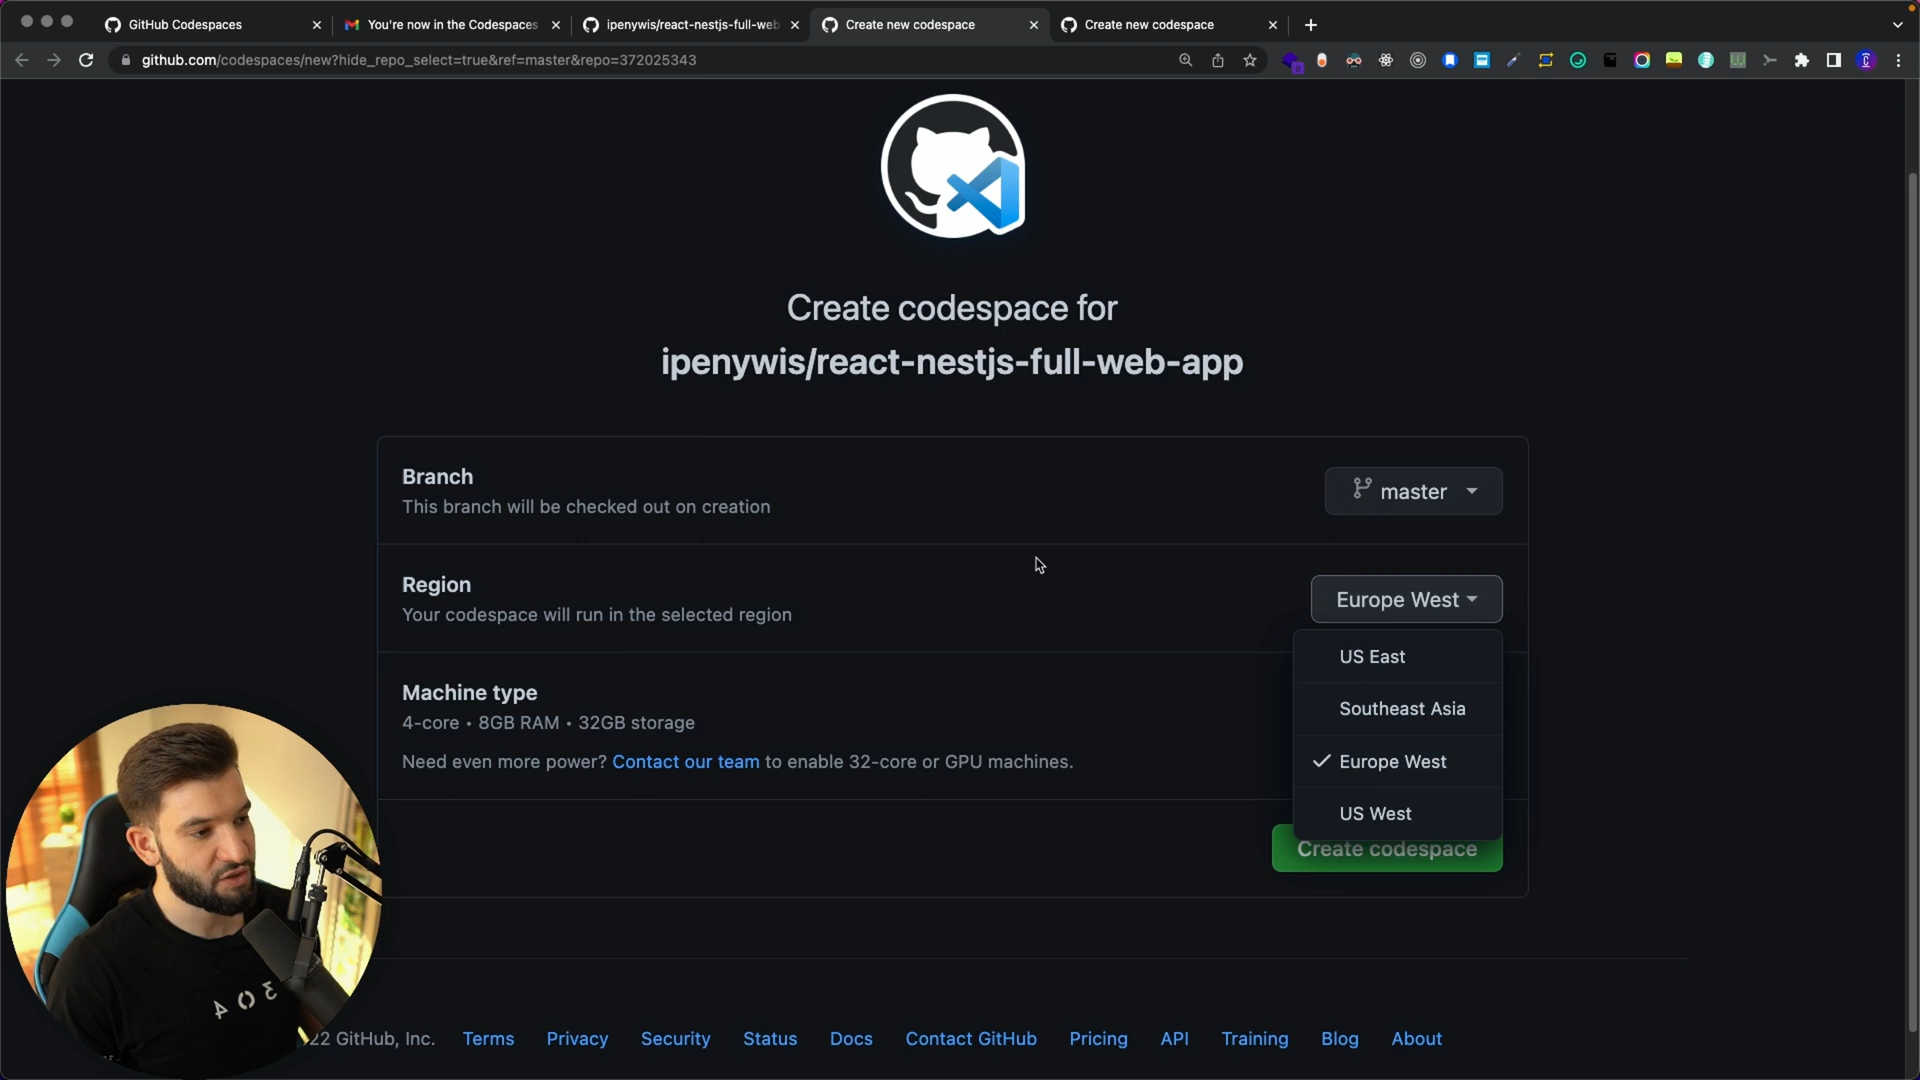 GitHub Codespaces
You're now in the Codespaces
ipenywis/react-nestjs-full-web
Create new codespace
Create new codespace
github.com/codespaces/new?hide_repo_select=true&ref=master&repo=372025343
Create codespace for
ipenywis/react-nestjs-full-web-app
Branch
This branch will be checked out on creation
master
Region
Your codespace will run in the selected region
Europe West
US East
Southeast Asia
Europe West
US West
Machine type
4-core • 8GB RAM • 32GB storage
Need even more power? Contact our team to enable 32-core or GPU machines.
Create codespace
22 GitHub, Inc.
Terms
Privacy
Security
Status
Docs
Contact GitHub
Pricing
API
Training
Blog
About